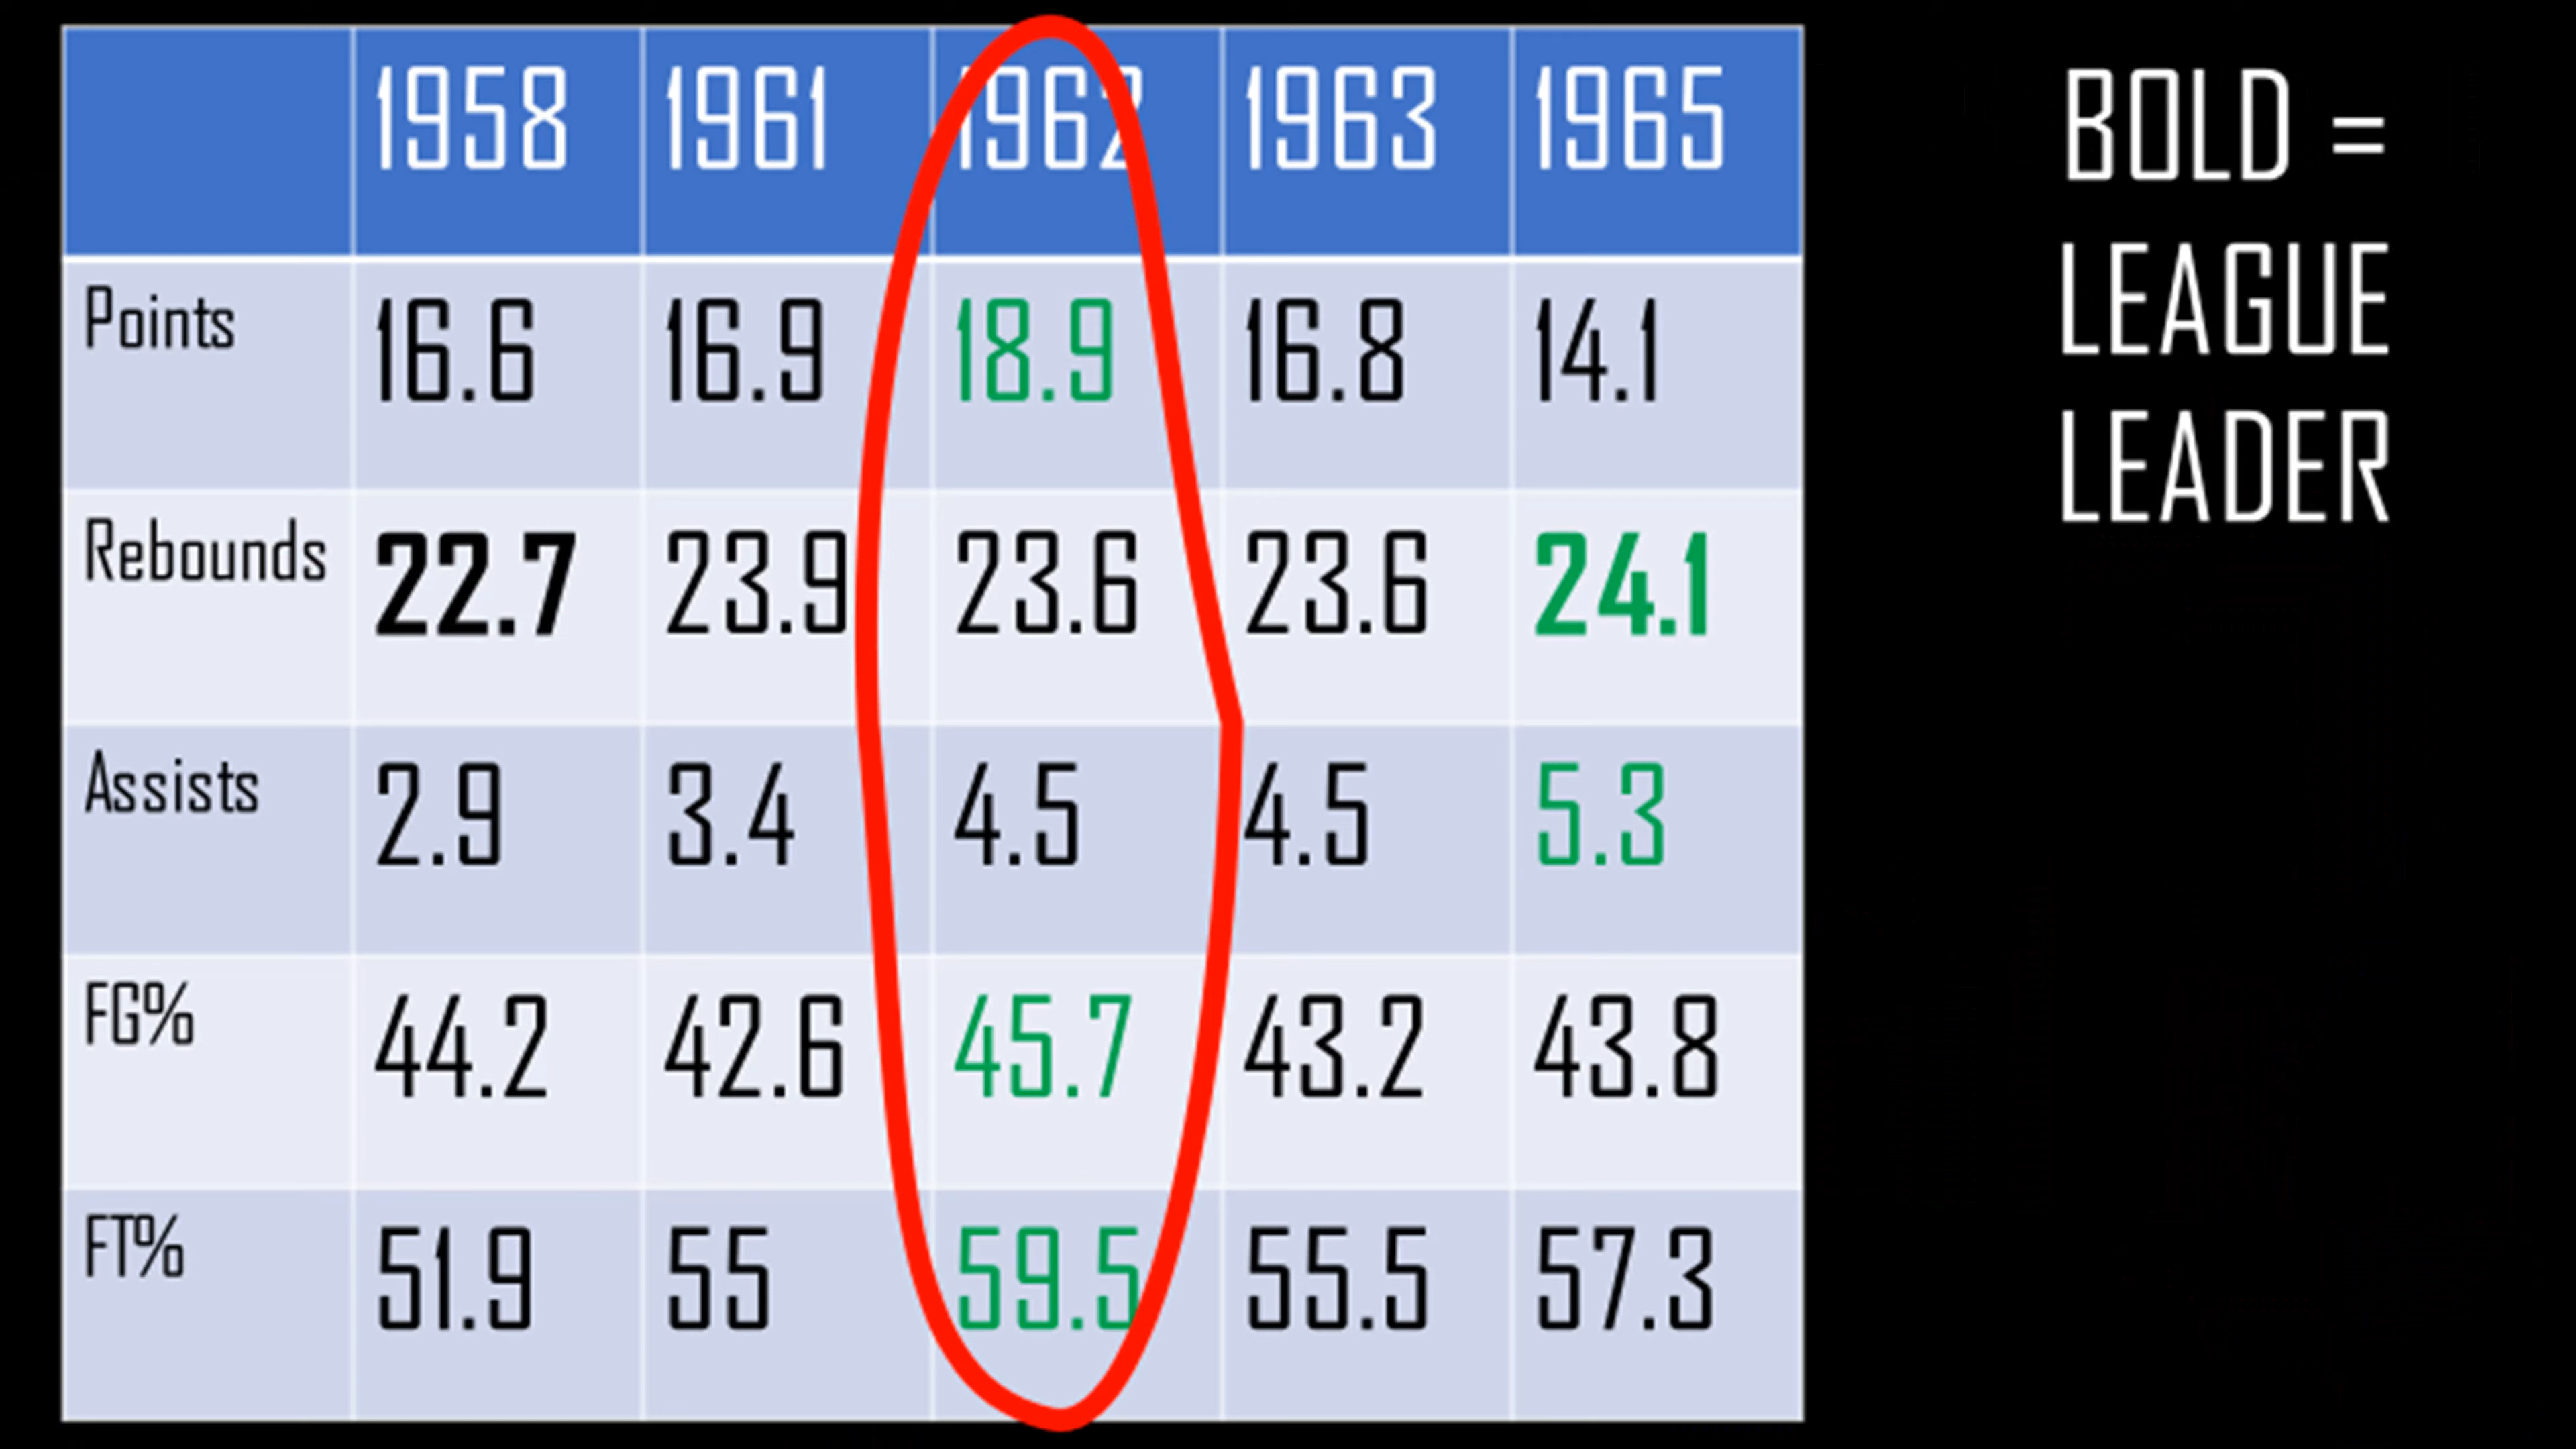 1958 1961 1962 1963 1965
Points 16.6 16.9 18.9 16.8 14.1
Rebounds 22.7 23.9 23.6 23.6 24.1
Assists 2.9 3.4 4.5 4.5 5.3
FG% 44.2 42.6 45.7 43.2 43.8
FT% 51.9 55 59.5 55.5 57.3
BOLD =
LEAGUE
LEADER